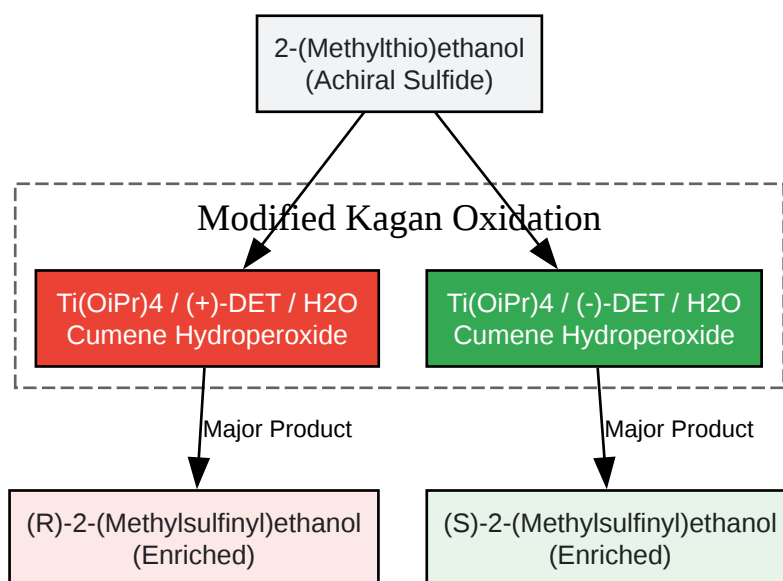 2-(Methylthio)ethanol
(Achiral Sulfide)
Modified Kagan Oxidation
Ti(OiPr)4 / (+)-DET / H2O
Cumene Hydroperoxide
Ti(OiPr)4 / (-)-DET / H2O
Cumene Hydroperoxide
Major Product
Major Product
(R)-2-(Methylsulfinyl)ethanol
(Enriched)
(S)-2-(Methylsulfinyl)ethanol
(Enriched)